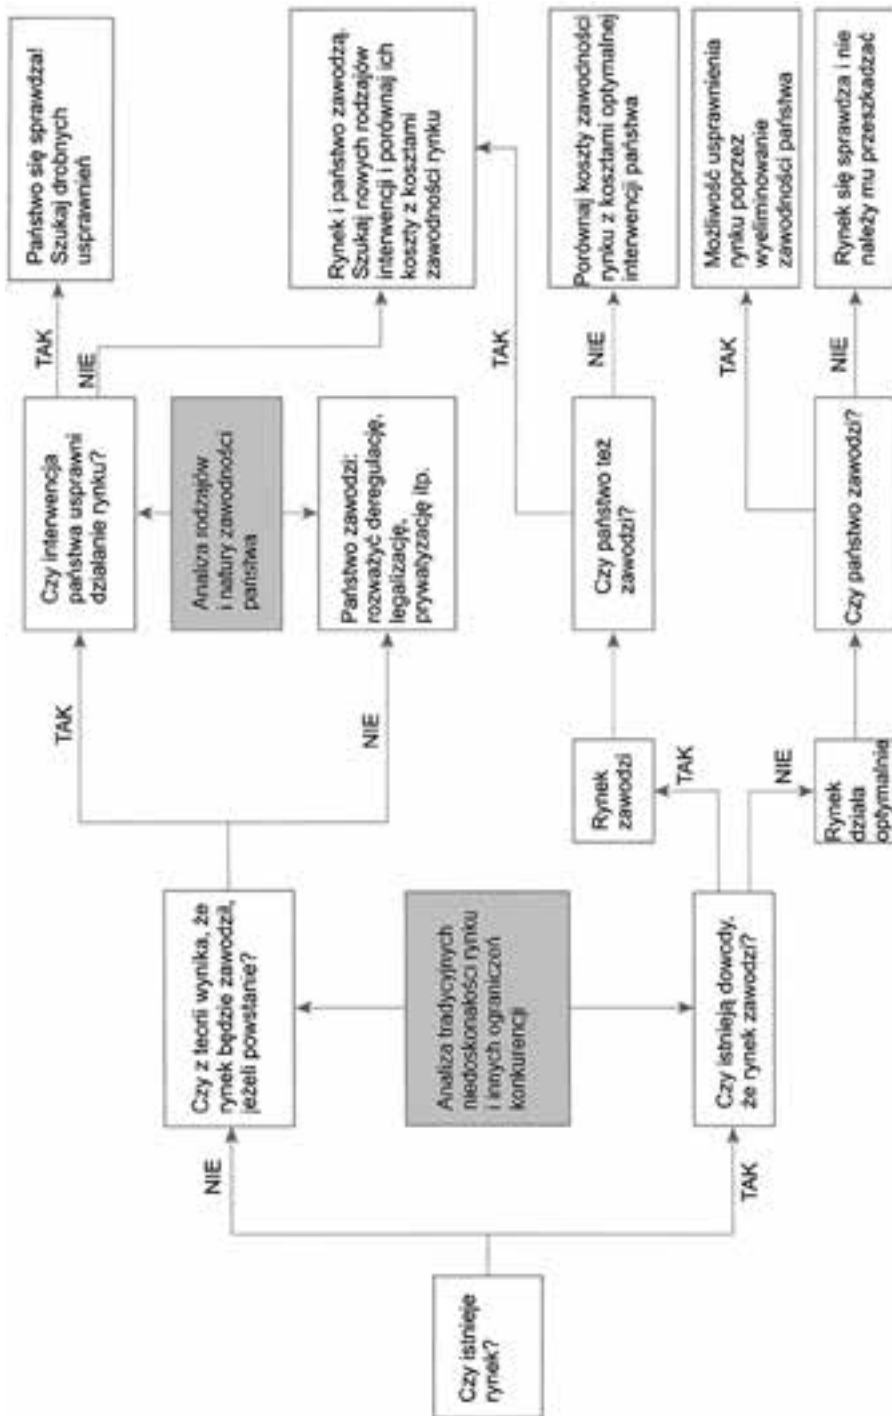 Czy istnieje
rynek?
NIE
TAK
Czy z teorii wynika, że
rynek będzie zawodził,
jeżeli powstanie?
Analiza tradycyjnych
niedoskonałości rynku
i innych ograniczeń
konkurencji
Czy istnieją dowody,
że rynek zawodzi?
TAK
NIE
TAK
NIE
Rynek
zawodzi
Rynek
działa
optymalnie
Czy interwencja
państwa usprawni
działanie rynku?
Analiza rodzajów
i natury zawodności
państwa
Państwo zawodzi:
rozważyć deregulację,
legalizację,
prywatyzację itp.
Czy państwo też
zawodzi?
Czy państwo zawodzi?
TAK
NIE
TAK
NIE
TAK
NIE
Państwo się sprawdza!
Szukaj drobnych
usprawnień
Rynek i państwo zawodzą.
Szukaj nowych rodzajów
interwencji i porównaj ich
koszty z kosztami
zawodności rynku
Porównaj koszty zawodności
rynku z kosztami optymalnej
interwencji państwa
Możliwość usprawnienia
rynku poprzez
wyeliminowanie
zawodności państwa
Rynek się sprawdza i nie
należy mu przeszkadzać